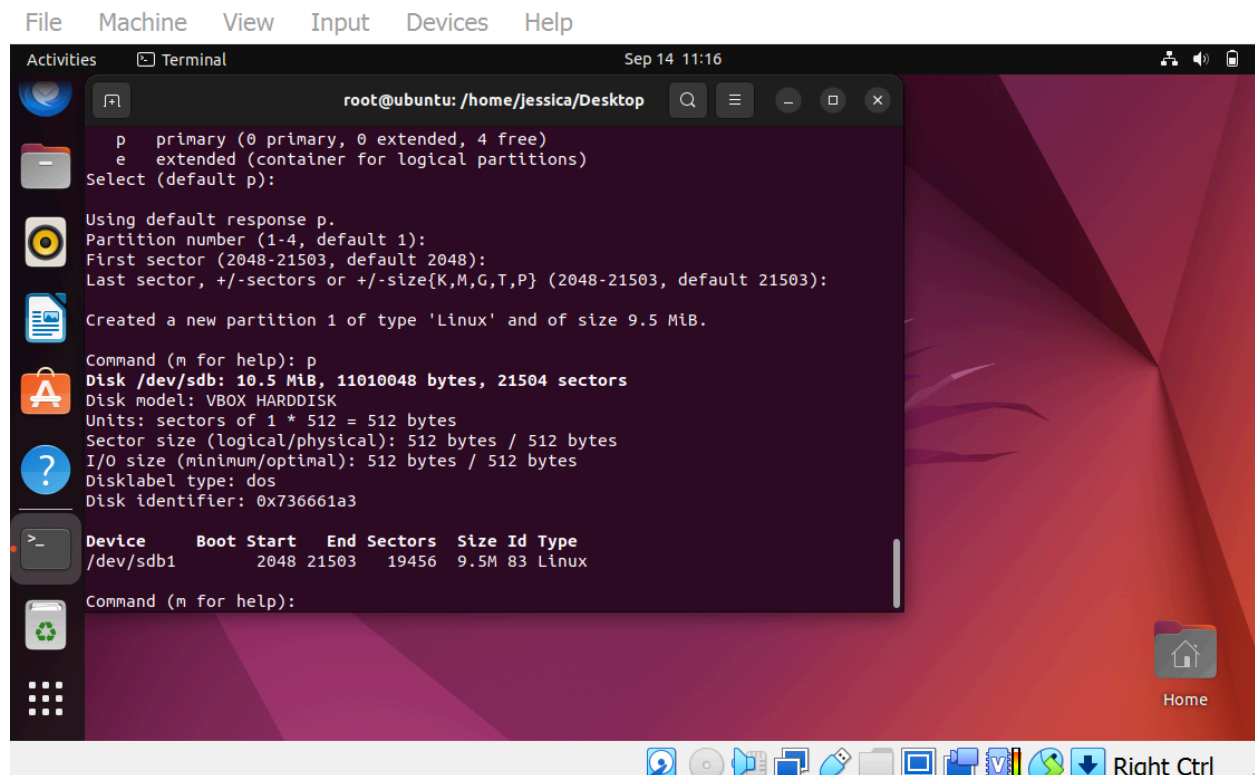 File Machine View Input Devices Help
Activities Terminal Sep 14 11:16
root@ubuntu: /home/jessica/Desktop
p primary (0 primary, 0 extended, 4 free)
e extended (container for logical partitions)
Select (default p):
Using default response p.
Partition number (1-4, default 1):
First sector (2048-21503, default 2048):
Last sector, +/-sectors or +/-size{K,M,G,T,P} (2048-21503, default 21503):
Created a new partition 1 of type 'Linux' and of size 9.5 MiB.
Command (m for help): p
Disk /dev/sdb: 10.5 MiB, 11010048 bytes, 21504 sectors
Disk model: VBOX HARDDISK
Units: sectors of 1 * 512 = 512 bytes
Sector size (logical/physical): 512 bytes / 512 bytes
I/O size (minimum/optimal): 512 bytes / 512 bytes
Disklabel type: dos
Disk identifier: 0x736661a3
Device Boot Start End Sectors Size Id Type
/dev/sdb1 2048 21503 19456 9.5M 83 Linux
Command (m for help):
Home
Right Ctrl